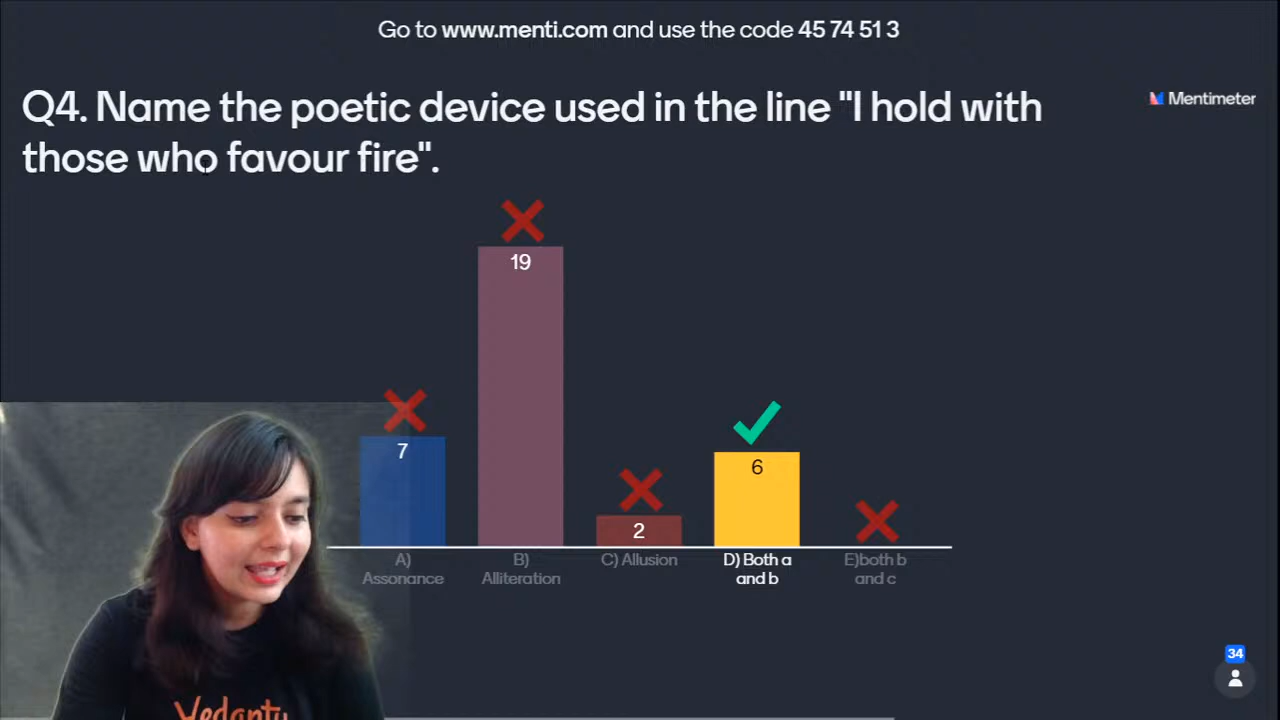 Go to www.menti.com and use the code 45 74 51 3
Q4. Name the poetic device used in the line "I hold with
those who favour fire".
Mentimeter
19
7
6
2
A)
Assonance
B)
Alliteration
C) Allusion
D) Both a
and b
E)both b
and c
34
Vedantu